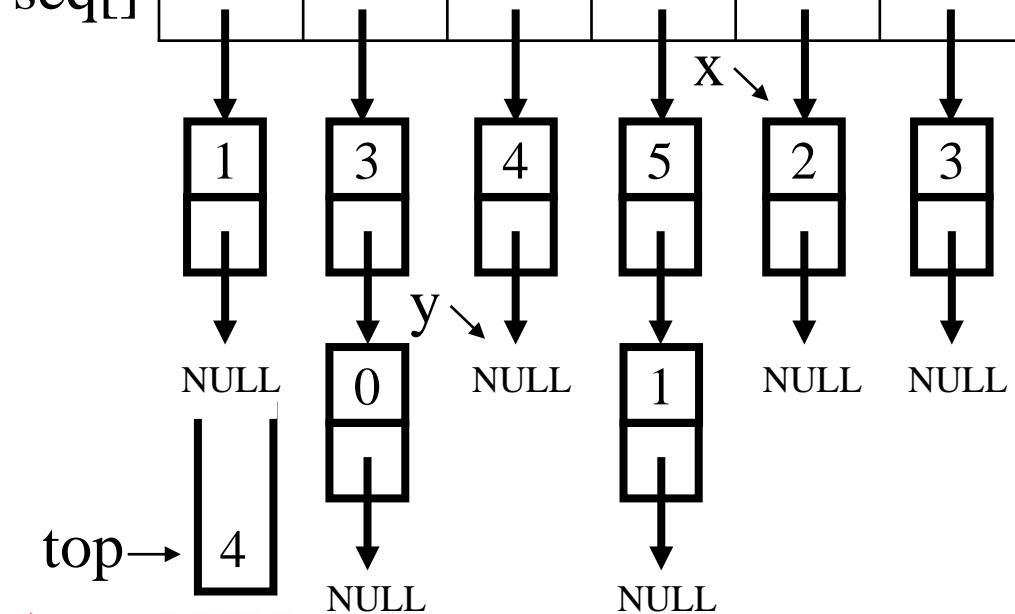 seq[]
x
1 3 4 5 2 3
y
NULL NULL NULL NULL
0 1
top 4
NULL NULL